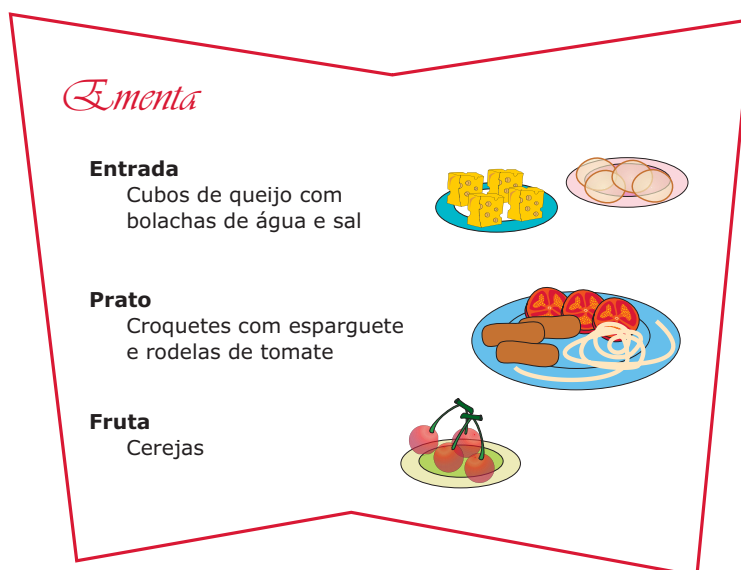 Ementa
Entrada
Cubos de queijo com
bolachas de água e sal
Prato
Croquetes com esparguete
e rodelas de tomate
Fruta
Cerejas